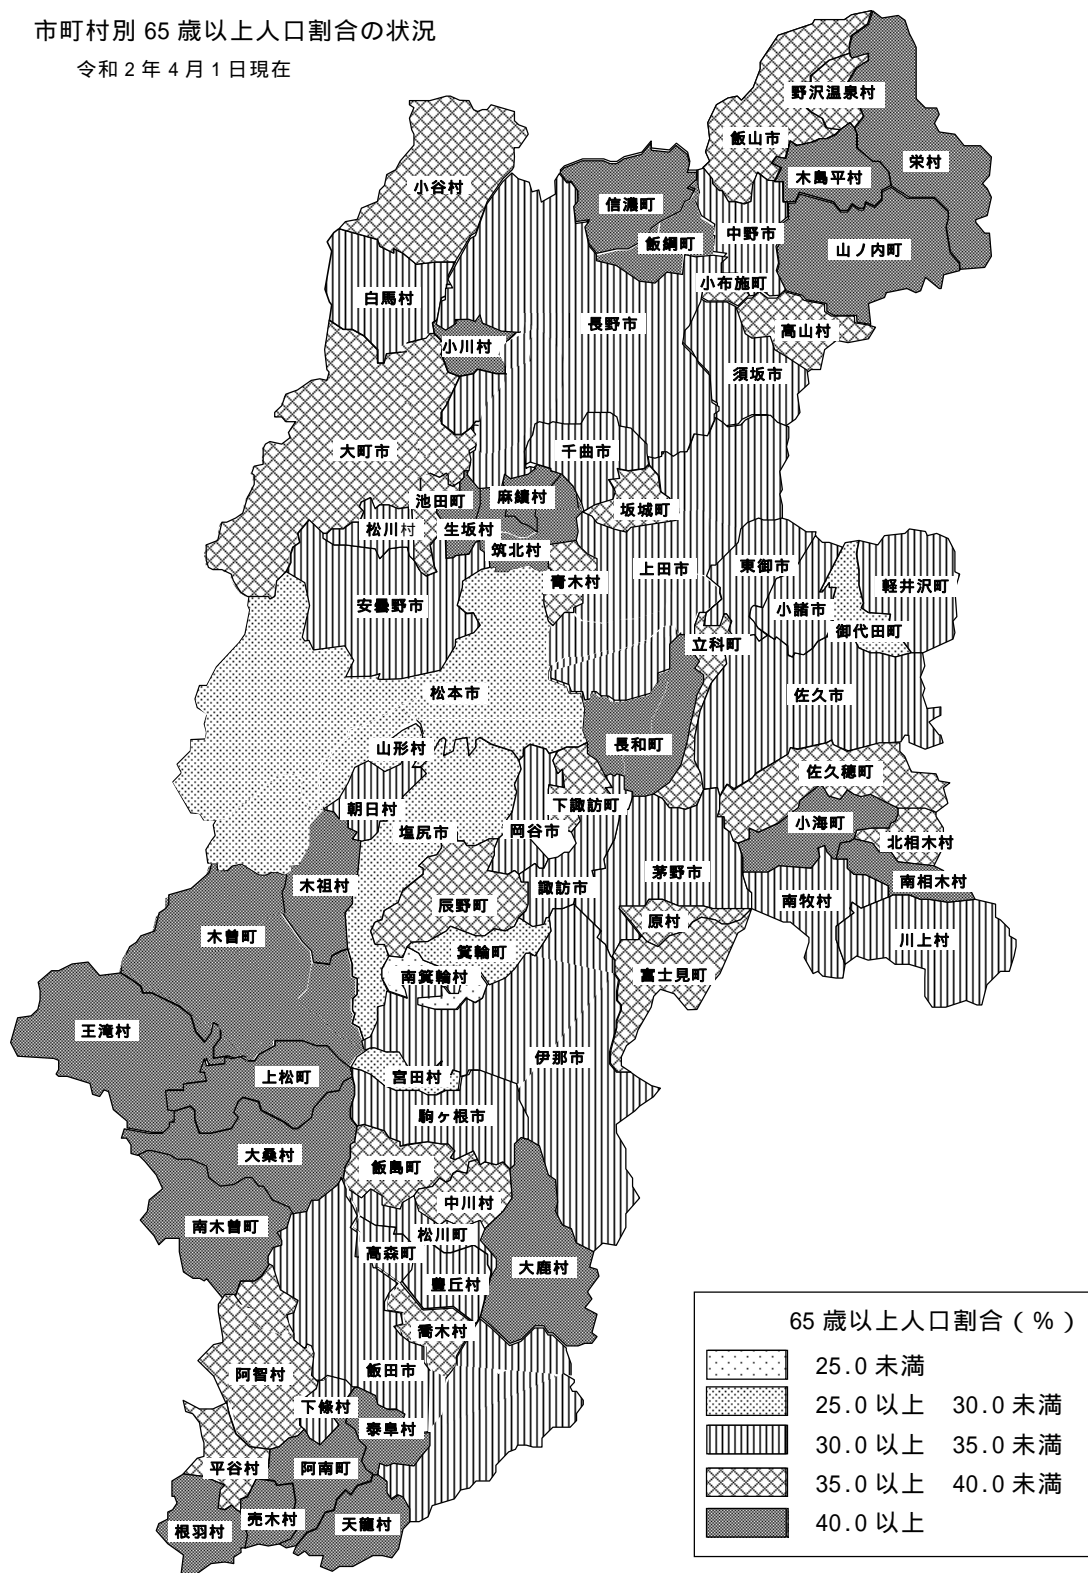 市町村別 65 歳以上人口割合の状況
令和 2 年 4 月 1 日現在
野沢温泉村
飯山市
栄村
木島平村
小谷村
信濃町
飯綱町
中野市
山ノ内町
小布施町
白馬村
高山村
長野市
小川村
須坂市
大町市
千曲市
池田町
麻績村
坂城町
松川村
生坂村
筑北村
青木村
上田市
東御市
軽井沢町
安曇野市
小諸市
御代田町
立科町
松本市
佐久市
山形村
長和町
佐久穂町
朝日村
下諏訪町
塩尻市
岡谷市
小海町
北相木村
木祖村
諏訪市
茅野市
南相木村
辰野町
南牧村
原村
木曽町
箕輪町
川上村
南箕輪村
富士見町
王滝村
伊那市
上松町
宮田村
駒ヶ根市
大桑村
飯島町
中川村
南木曽町
松川町
高森町
大鹿村
豊丘村
喬木村
阿智村
飯田市
下條村
泰阜村
平谷村
阿南町
売木村
天龍村
根羽村
65 歳以上人口割合（％）
25.0 未満
25.0 以上　30.0 未満
30.0 以上　35.0 未満
35.0 以上　40.0 未満
40.0 以上